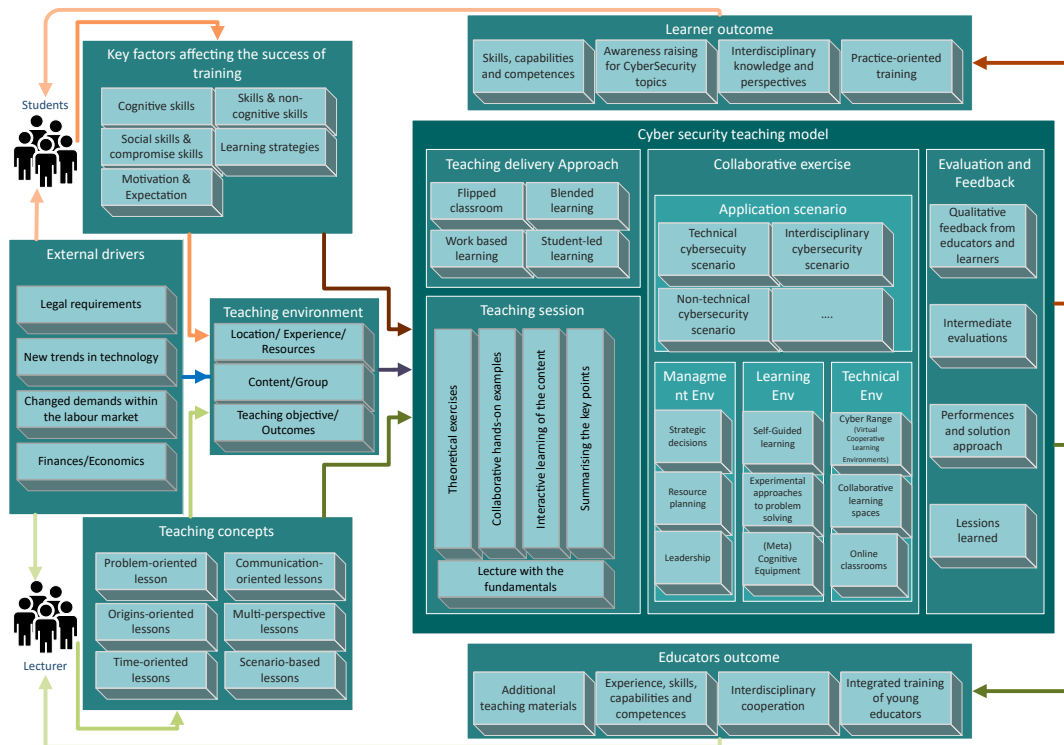 Students
Key factors affecting the success of
training
Cognitive skills
Skills & non-
cognitive skills
Social skills &
compromise skills
Learning strategies
Motivation &
Expectation
External drivers
Legal requirements
New trends in technology
Changed demands within
the labour market
Finances/Economics
Teaching environment
Location/ Experience/
Resources
Content/Group
Teaching objective/
Outcomes
Lecturer
Teaching concepts
Problem-oriented
lesson
Communication-
oriented lessons
Origins-oriented
lessons
Multi-perspective
lessons
Time-oriented
lessons
Scenario-based
lessons
Learner outcome
Skills, capabilities
and competences
Awareness raising
for CyberSecurity
topics
Interdisciplinary
knowledge and
perspectives
Practice-oriented
training
Cyber security teaching model
Teaching delivery Approach
Flipped
classroom
Blended
learning
Work based
learning
Student-led
learning
Teaching session
Theoretical exercises
Collaborative hands-on examples
Interactive learning of the content
Summarising the key points
Lecture with the
fundamentals
Collaborative exercise
Application scenario
Technical
cybersecuity
scenario
Interdisciplinary
cybersecurity
scenario
Non-technical
cybersecurity
scenario
....
Managme
nt Env
Strategic
decisions
Resource
planning
Leadership
Learning
Env
Self-Guided
learning
Experimental
approaches
to problem
solving
(Meta)
Cognitive
Equipment
Technical
Env
Cyber Range
(Virtual
Cooperative
Learning
Environments)
Collaborative
learning
spaces
Online
classrooms
Evaluation and
Feedback
Qualitative
feedback from
educators and
learners
Intermediate
evaluations
Performences
and solution
approach
Lessions
learned
Educators outcome
Additional
teaching materials
Experience, skills,
capabilities and
competences
Interdisciplinary
cooperation
Integrated training
of young
educators